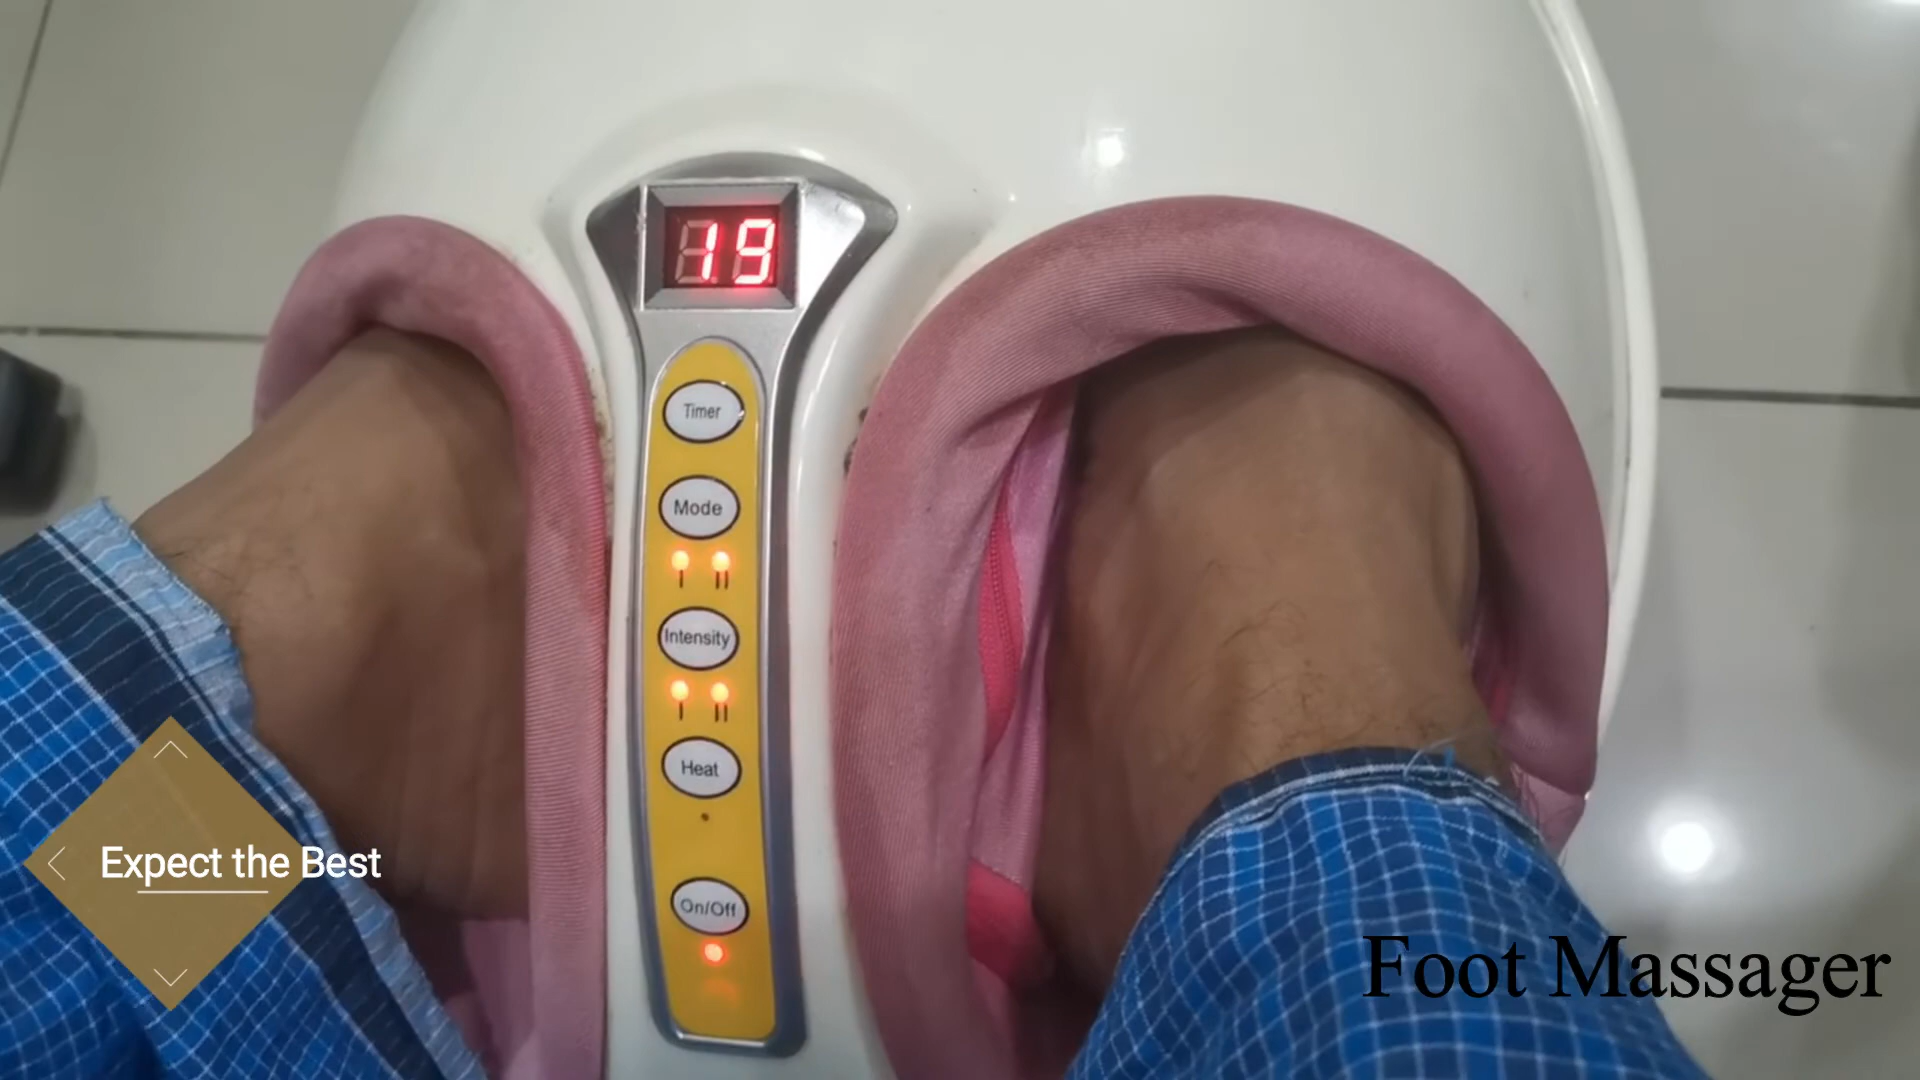 19
Timer
Mode
I II
Intensity
I II
Heat
On/Off
Expect the Best
Foot Massager